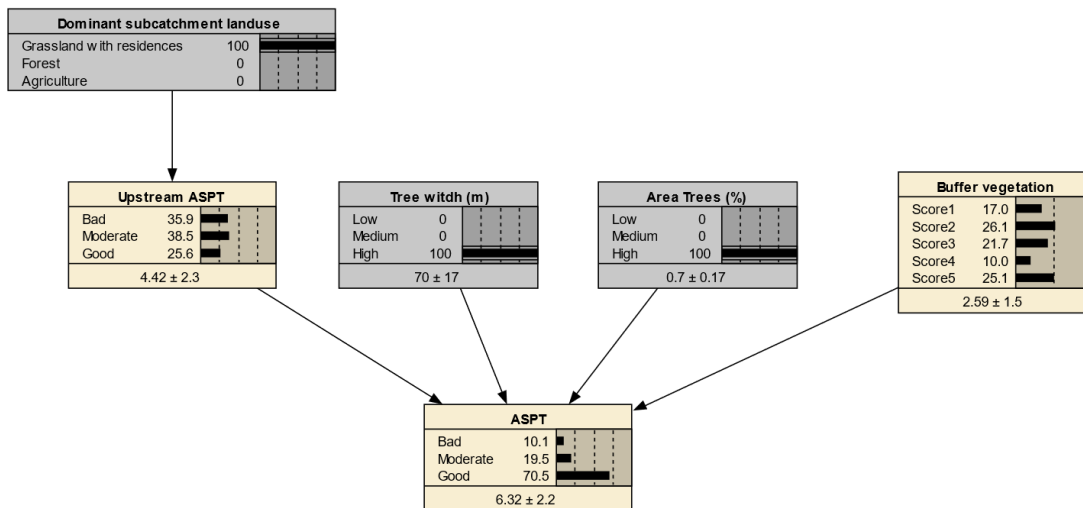 Dominant subcatchment landuse
Grassland with residences 100
Forest 0
Agriculture 0
Upstream ASPT
Bad 35.9
Moderate 38.5
Good 25.6
4.42 ± 2.3
Tree witdh (m)
Low 0
Medium 0
High 100
70 ± 17
Area Trees (%)
Low 0
Medium 0
High 100
0.7 ± 0.17
Buffer vegetation
Score1 17.0
Score2 26.1
Score3 21.7
Score4 10.0
Score5 25.1
2.59 ± 1.5
ASPT
Bad 10.1
Moderate 19.5
Good 70.5
6.32 ± 2.2